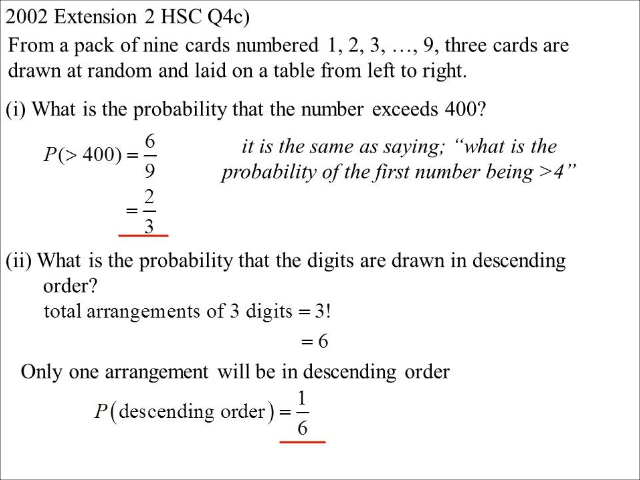 2002 Extension 2 HSC Q4c)
From a pack of nine cards numbered 1, 2, 3, …, 9, three cards are
drawn at random and laid on a table from left to right.
(i) What is the probability that the number exceeds 400?
P(> 400) = 6/9
it is the same as saying; “what is the
probability of the first number being >4”
= 2/3
(ii) What is the probability that the digits are drawn in descending
order?
total arrangements of 3 digits = 3!
= 6
Only one arrangement will be in descending order
P(descending order) = 1/6